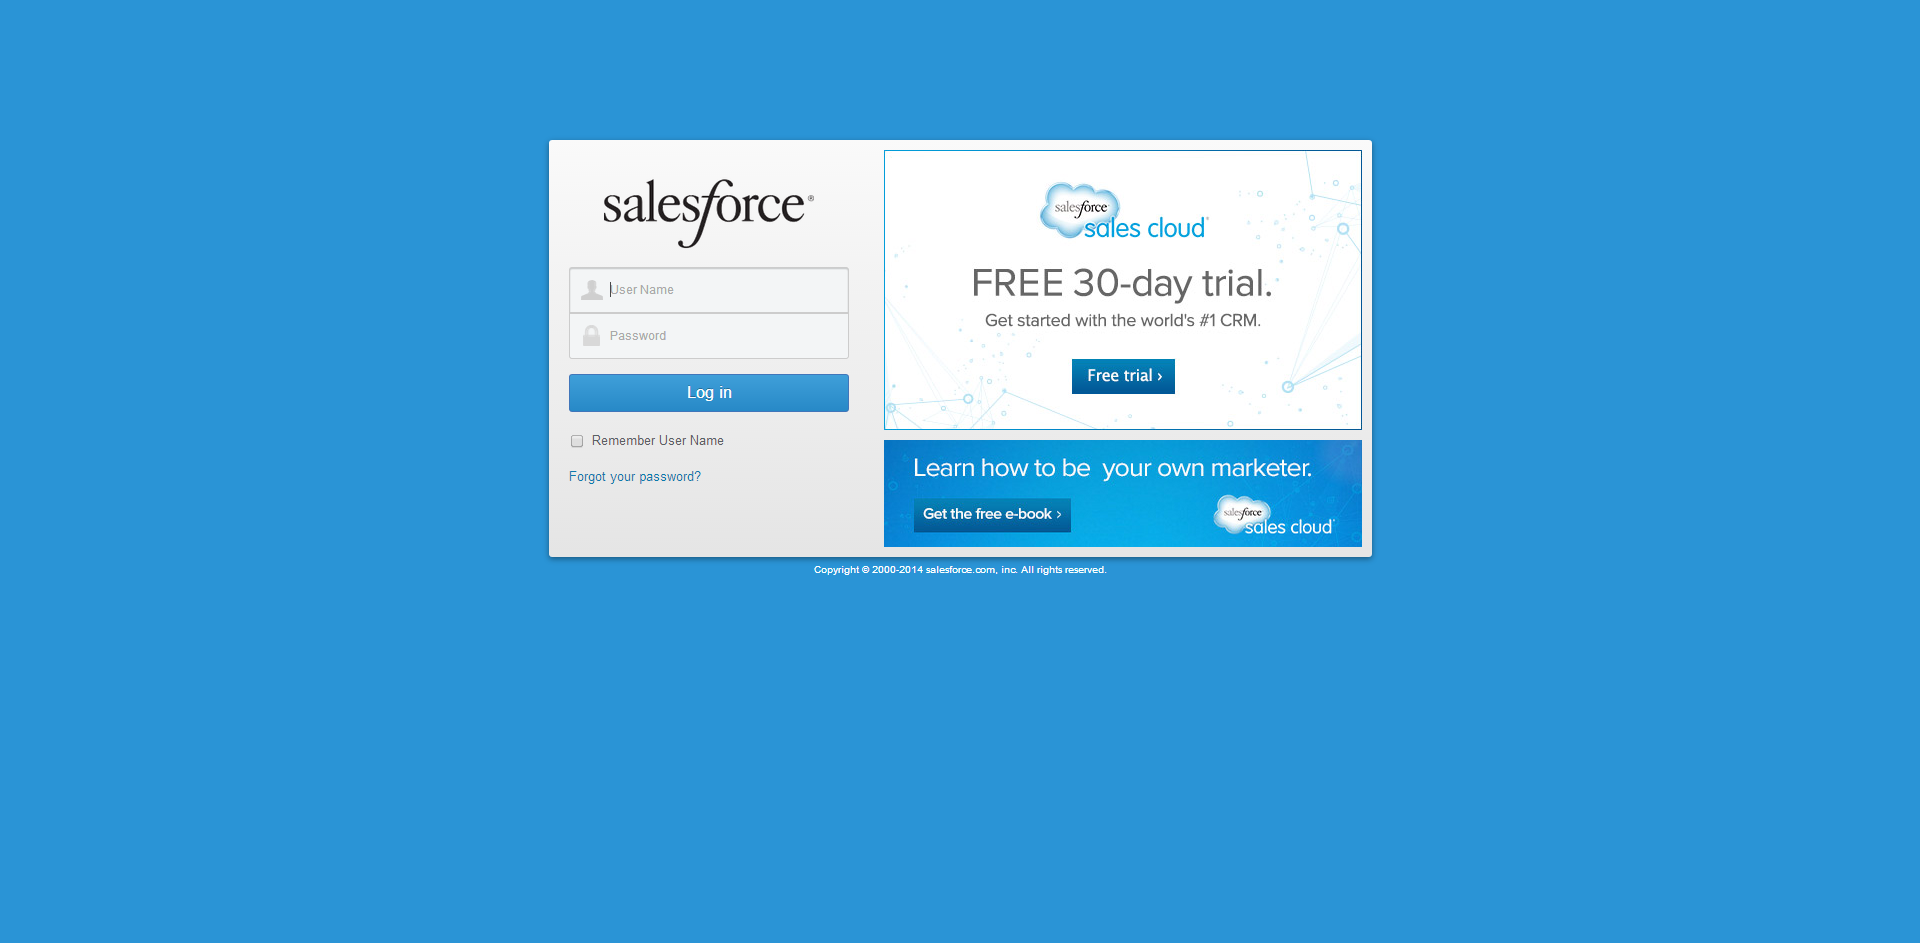 salesforce®
User Name
Password
Log in
Remember User Name
Forgot your password?
salesforce
sales cloud
FREE 30-day trial.
Get started with the world's #1 CRM.
Free trial ›
Learn how to be your own marketer.
Get the free e-book ›
salesforce
sales cloud
Copyright © 2000-2014 salesforce.com, inc. All rights reserved.